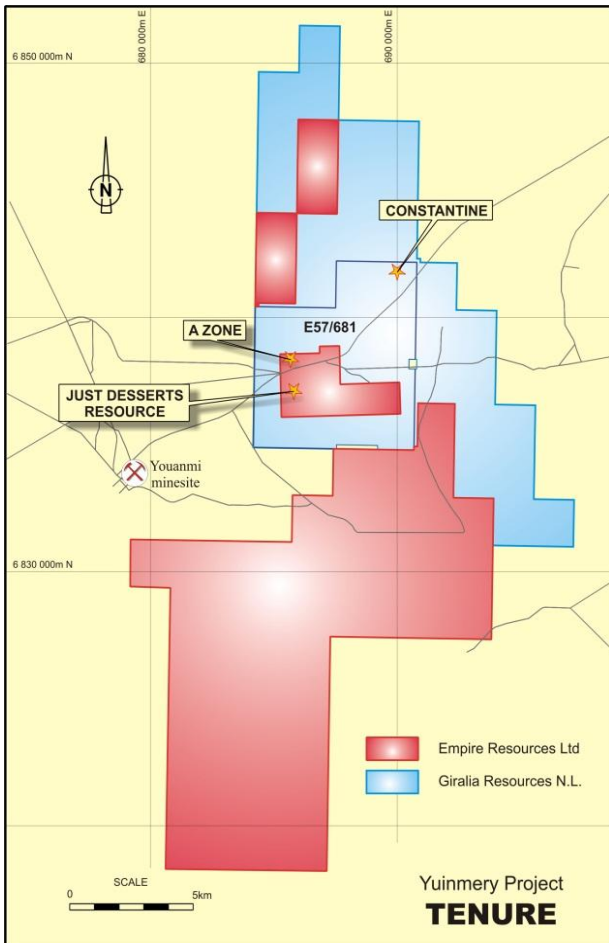 680 000m E
690 000m E
6 850 000m N
N
CONSTANTINE
A ZONE
E57/681
JUST DESSERTS
RESOURCE
Youanmi
minesite
6 830 000m N
Empire Resources Ltd
Giralia Resources N.L.
SCALE
0
5km
Yuinmery Project
TENURE